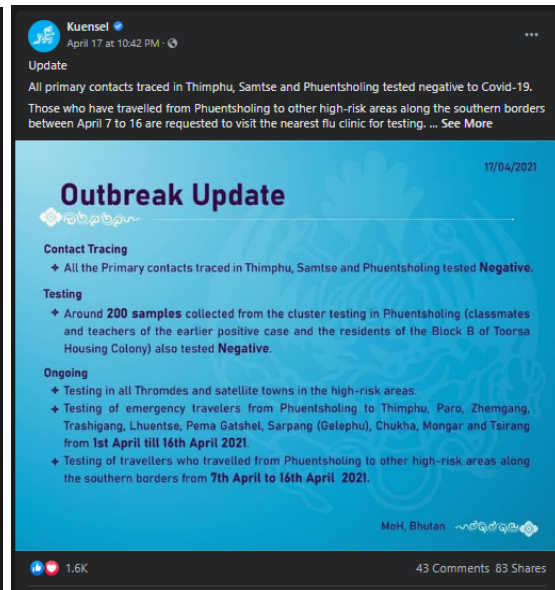 Kuensel
April 17 at 10:42 PM ·
Update
All primary contacts traced in Thimphu, Samtse and Phuentsholing tested negative to Covid-19.
Those who have travelled from Phuentsholing to other high-risk areas along the southern borders
between April 7 to 16 are requested to visit the nearest flu clinic for testing. ... See More
17/04/2021
Outbreak Update
Contact Tracing
All the Primary contacts traced in Thimphu, Samtse and Phuentsholing tested Negative.
Testing
Around 200 samples collected from the cluster testing in Phuentsholing (classmates
and teachers of the earlier positive case and the residents of the Block B of Toorsa
Housing Colony) also tested Negative.
Ongoing
Testing in all Thromdes and satellite towns in the high-risk areas.
Testing of emergency travelers from Phuentsholing to Thimphu, Paro, Zhemgang,
Trashigang, Lhuentse, Pema Gatshel, Sarpang (Gelephu), Chukha, Mongar and Tsirang
from 1st April till 16th April 2021.
Testing of travellers who travelled from Phuentsholing to other high-risk areas along
the southern borders from 7th April to 16th April 2021.
MoH, Bhutan
1.6K
43 Comments 83 Shares